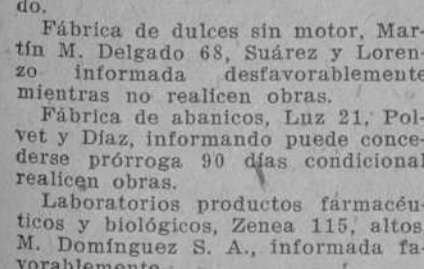 do.
Fábrica de dulces sin motor, Mar-
tín M. Delgado 68, Suárez y Loren-
zo informada desfavorablemente
mientras no realicen obras.
Fábrica de abanicos, Luz 21, Pol-
vet y Díaz, informando puede conce-
derse prórroga 90 días condicional
realicen obras.
Laboratorios productos fármacéu-
ticos y biológicos, Zenea 115, altos
M. Domínguez S. A., informada fa-
vorablemente